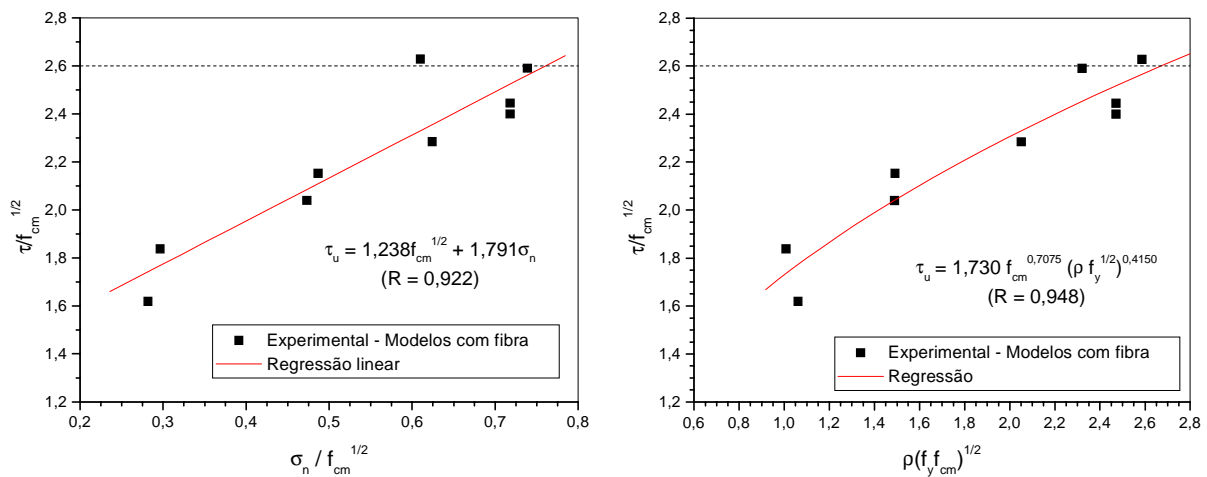 2,8
2,6
2,4
2,2
2,0
1,8
1,6
1,4
1,2
τ/f_cm^1/2
τ_u = 1,238f_cm^1/2 + 1,791σ_n
(R = 0,922)
Experimental - Modelos com fibra
Regressão linear
0,2 0,3 0,4 0,5 0,6 0,7 0,8
σ_n / f_cm^1/2
2,8
2,6
2,4
2,2
2,0
1,8
1,6
1,4
1,2
τ/f_cm^1/2
τ_u = 1,730 f_cm^0,7075 (ρ f_y^1/2)^0,4150
(R = 0,948)
Experimental - Modelos com fibra
Regressão
0,6 0,8 1,0 1,2 1,4 1,6 1,8 2,0 2,2 2,4 2,6 2,8
ρ(f_y f_cm)^1/2